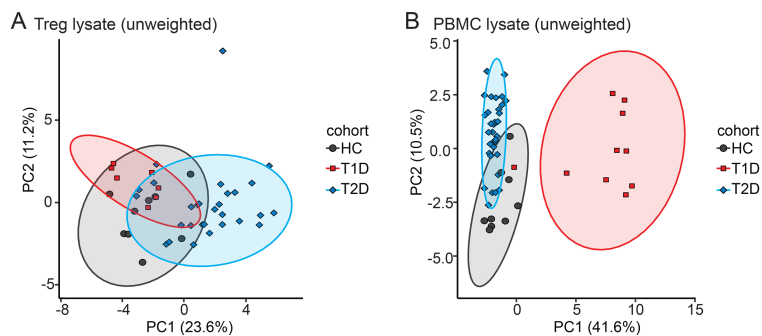 A Treg lysate (unweighted)
PC2 (11.2%)
5
0
-5
-8
-4
0
4
PC1 (23.6%)
cohort
HC
T1D
T2D
B PBMC lysate (unweighted)
PC2 (10.5%)
5.0
2.5
0.0
-2.5
-5.0
0
5
10
15
PC1 (41.6%)
cohort
HC
T1D
T2D